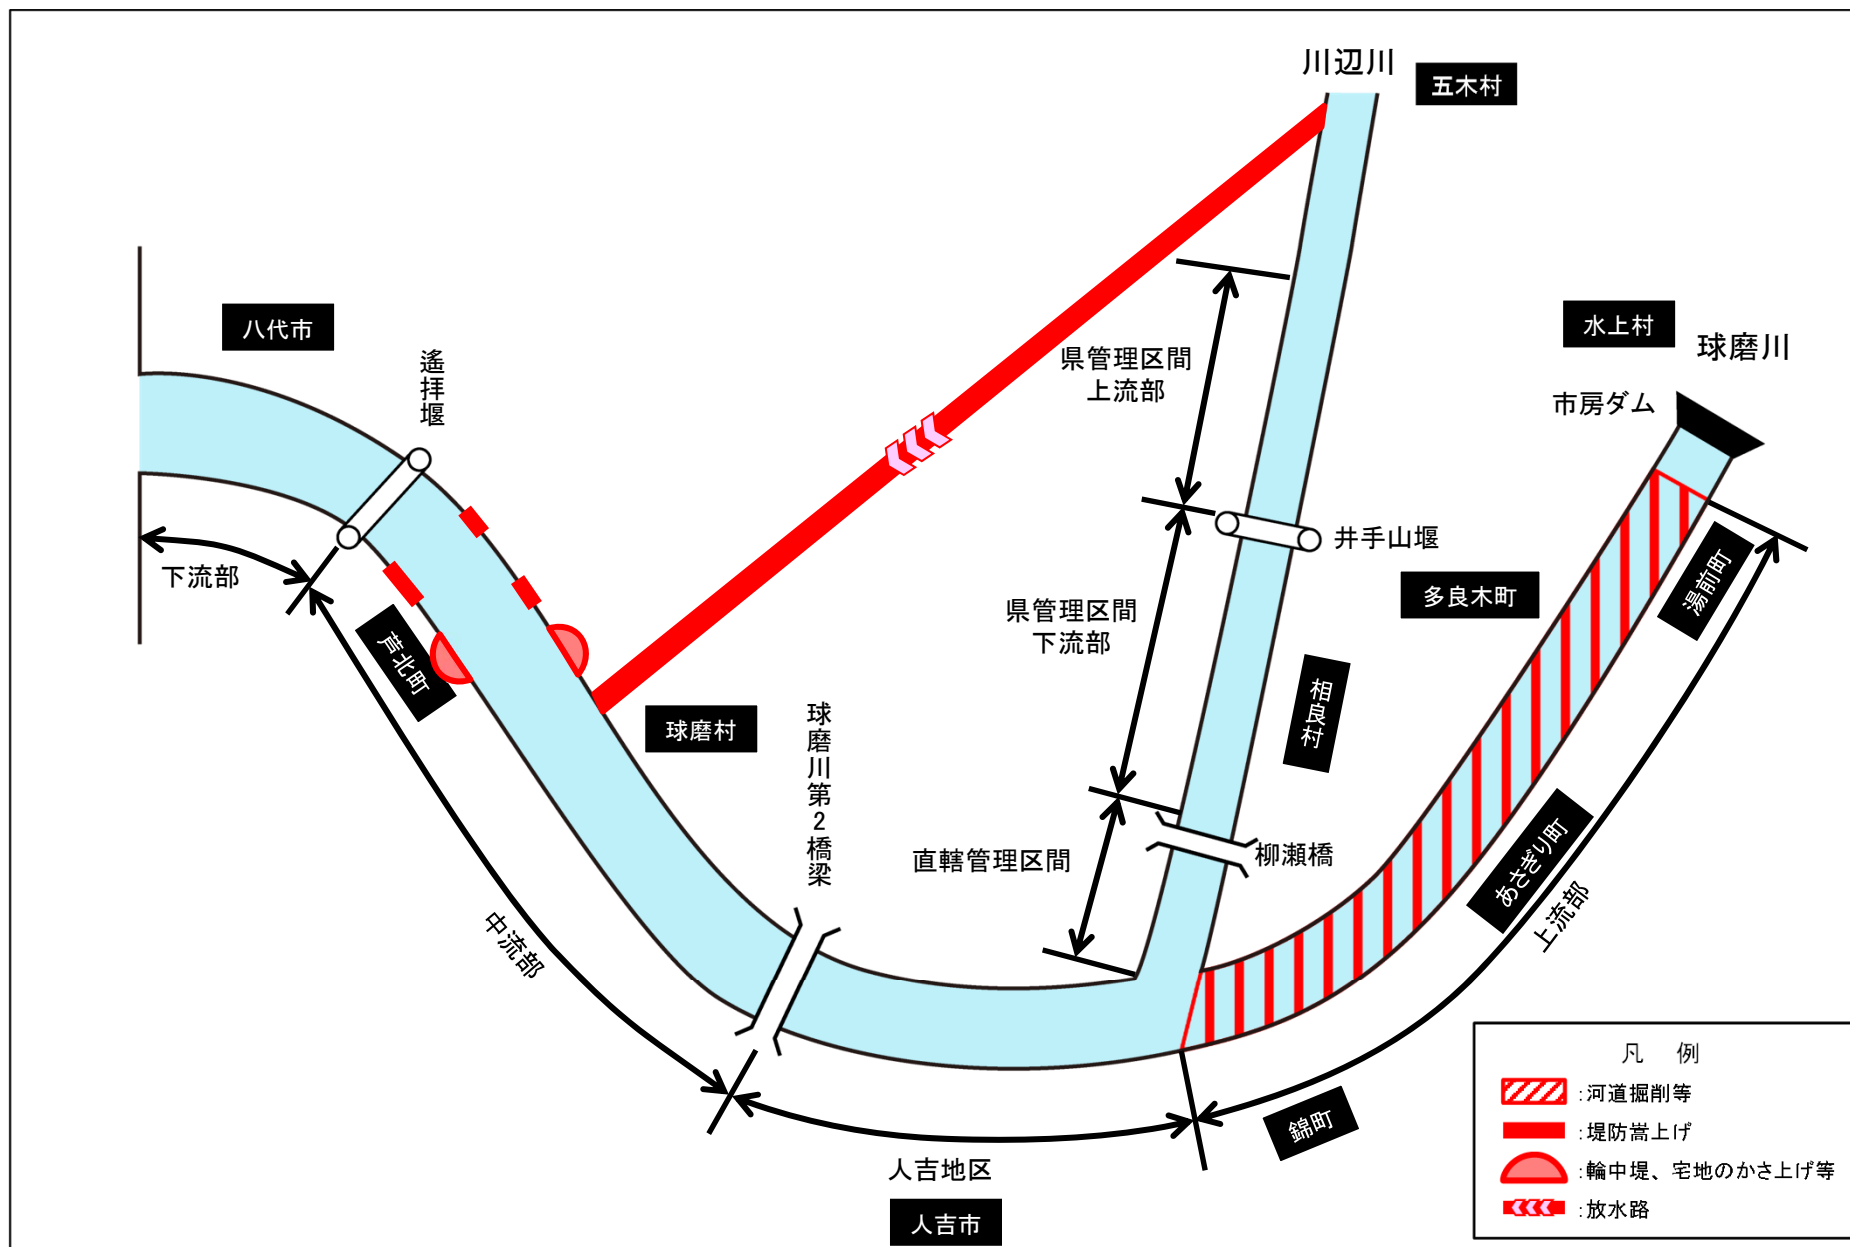 川辺川
五木村
八代市
遙拝堰
県管理区間
上流部
水上村
球磨川
市房ダム
井手山堰
下流部
湯前町
多良木町
県管理区間
下流部
芦北町
相良村
球磨村
球磨川第2橋梁
直轄管理区間
柳瀬橋
あさぎり町
上流部
中流部
錦町
人吉地区
人吉市
凡 例
:河道掘削等
:堤防嵩上げ
:輪中堤、宅地のかさ上げ等
:放水路